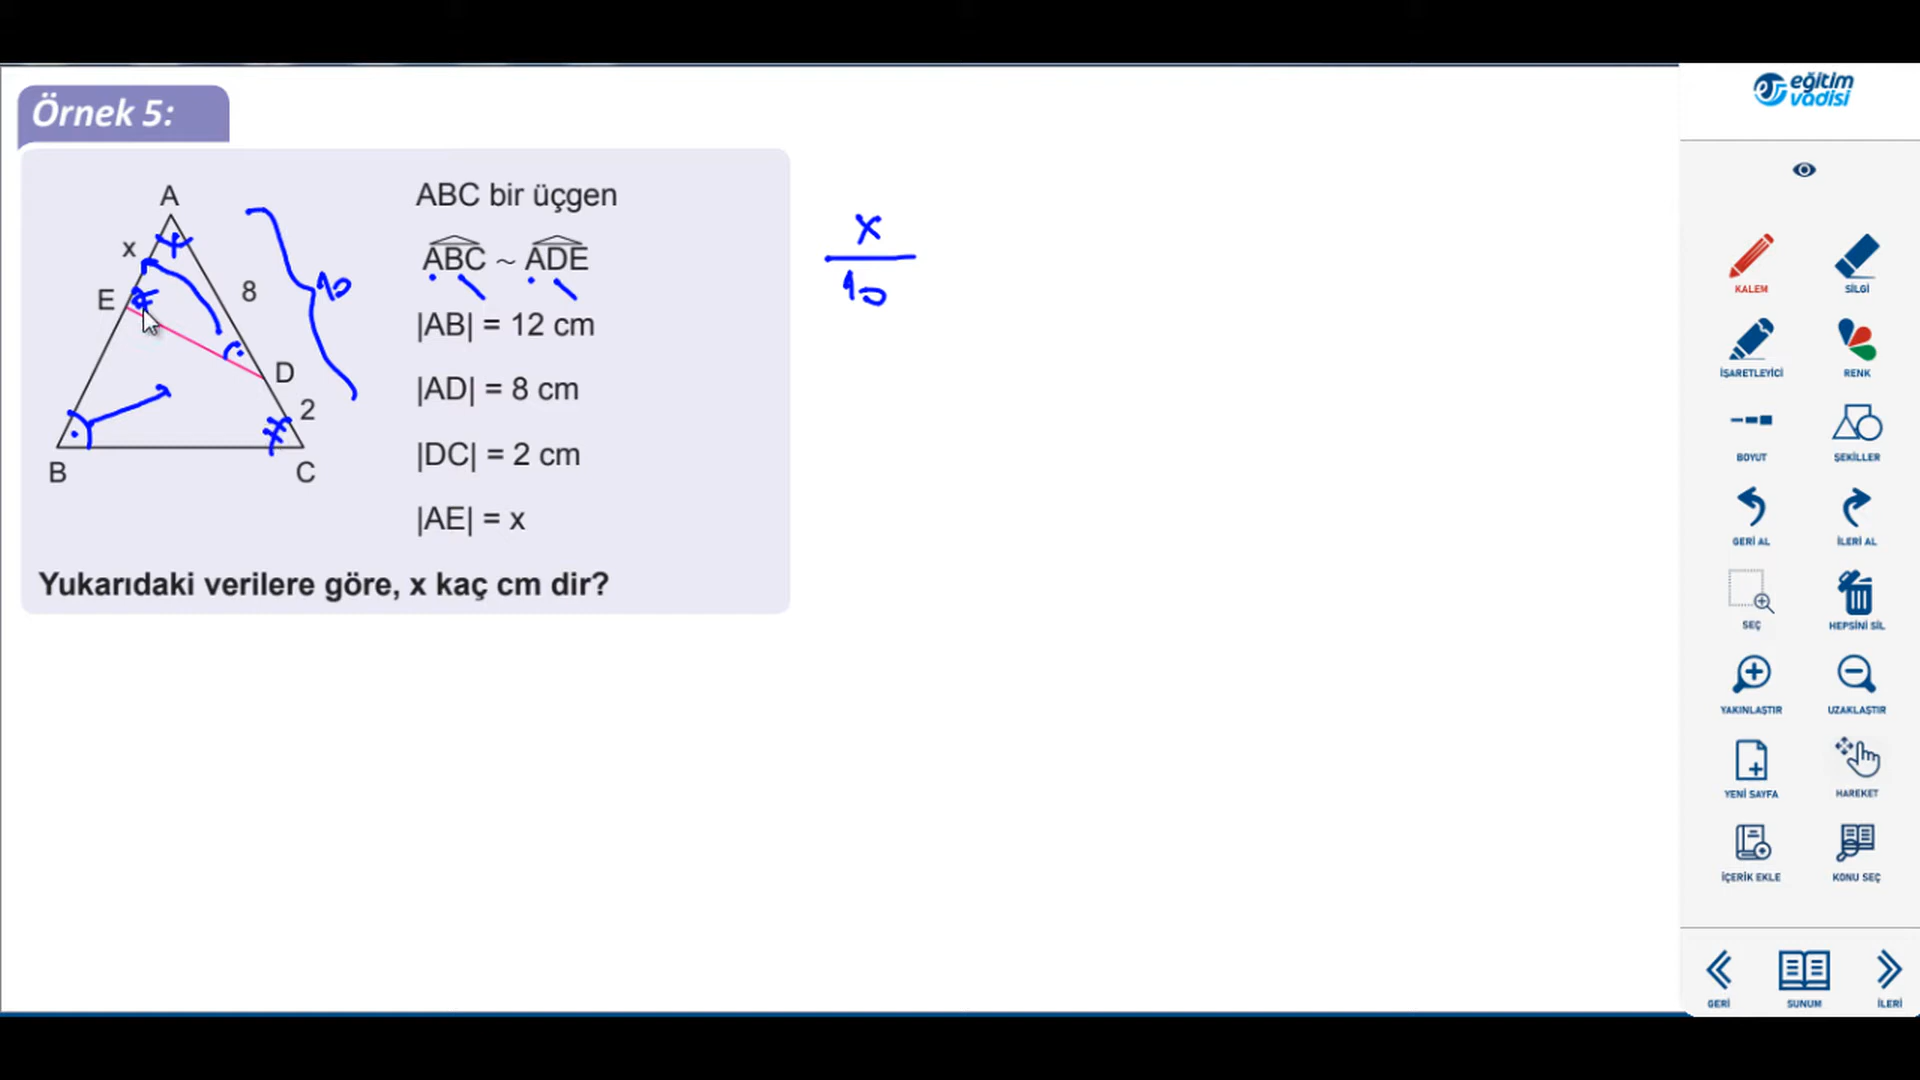 Örnek 5:
A
x
E
8
10
D
2
B
C
ABC bir üçgen
ABC ~ ADE
|AB| = 12 cm
|AD| = 8 cm
|DC| = 2 cm
|AE| = x
Yukarıdaki verilere göre, x kaç cm dir?
x
10
eğitim
vadisi
KALEM
SİLGİ
İŞARETLEYİCİ
RENK
BOYUT
ŞEKİLLER
GERİ AL
İLERİ AL
SEÇ
HEPSİNİ SİL
YAKINLAŞTIR
UZAKLAŞTIR
YENİ SAYFA
HAREKET
İÇERİK EKLE
KONU SEÇ
GERİ
SUNUM
İLERİ